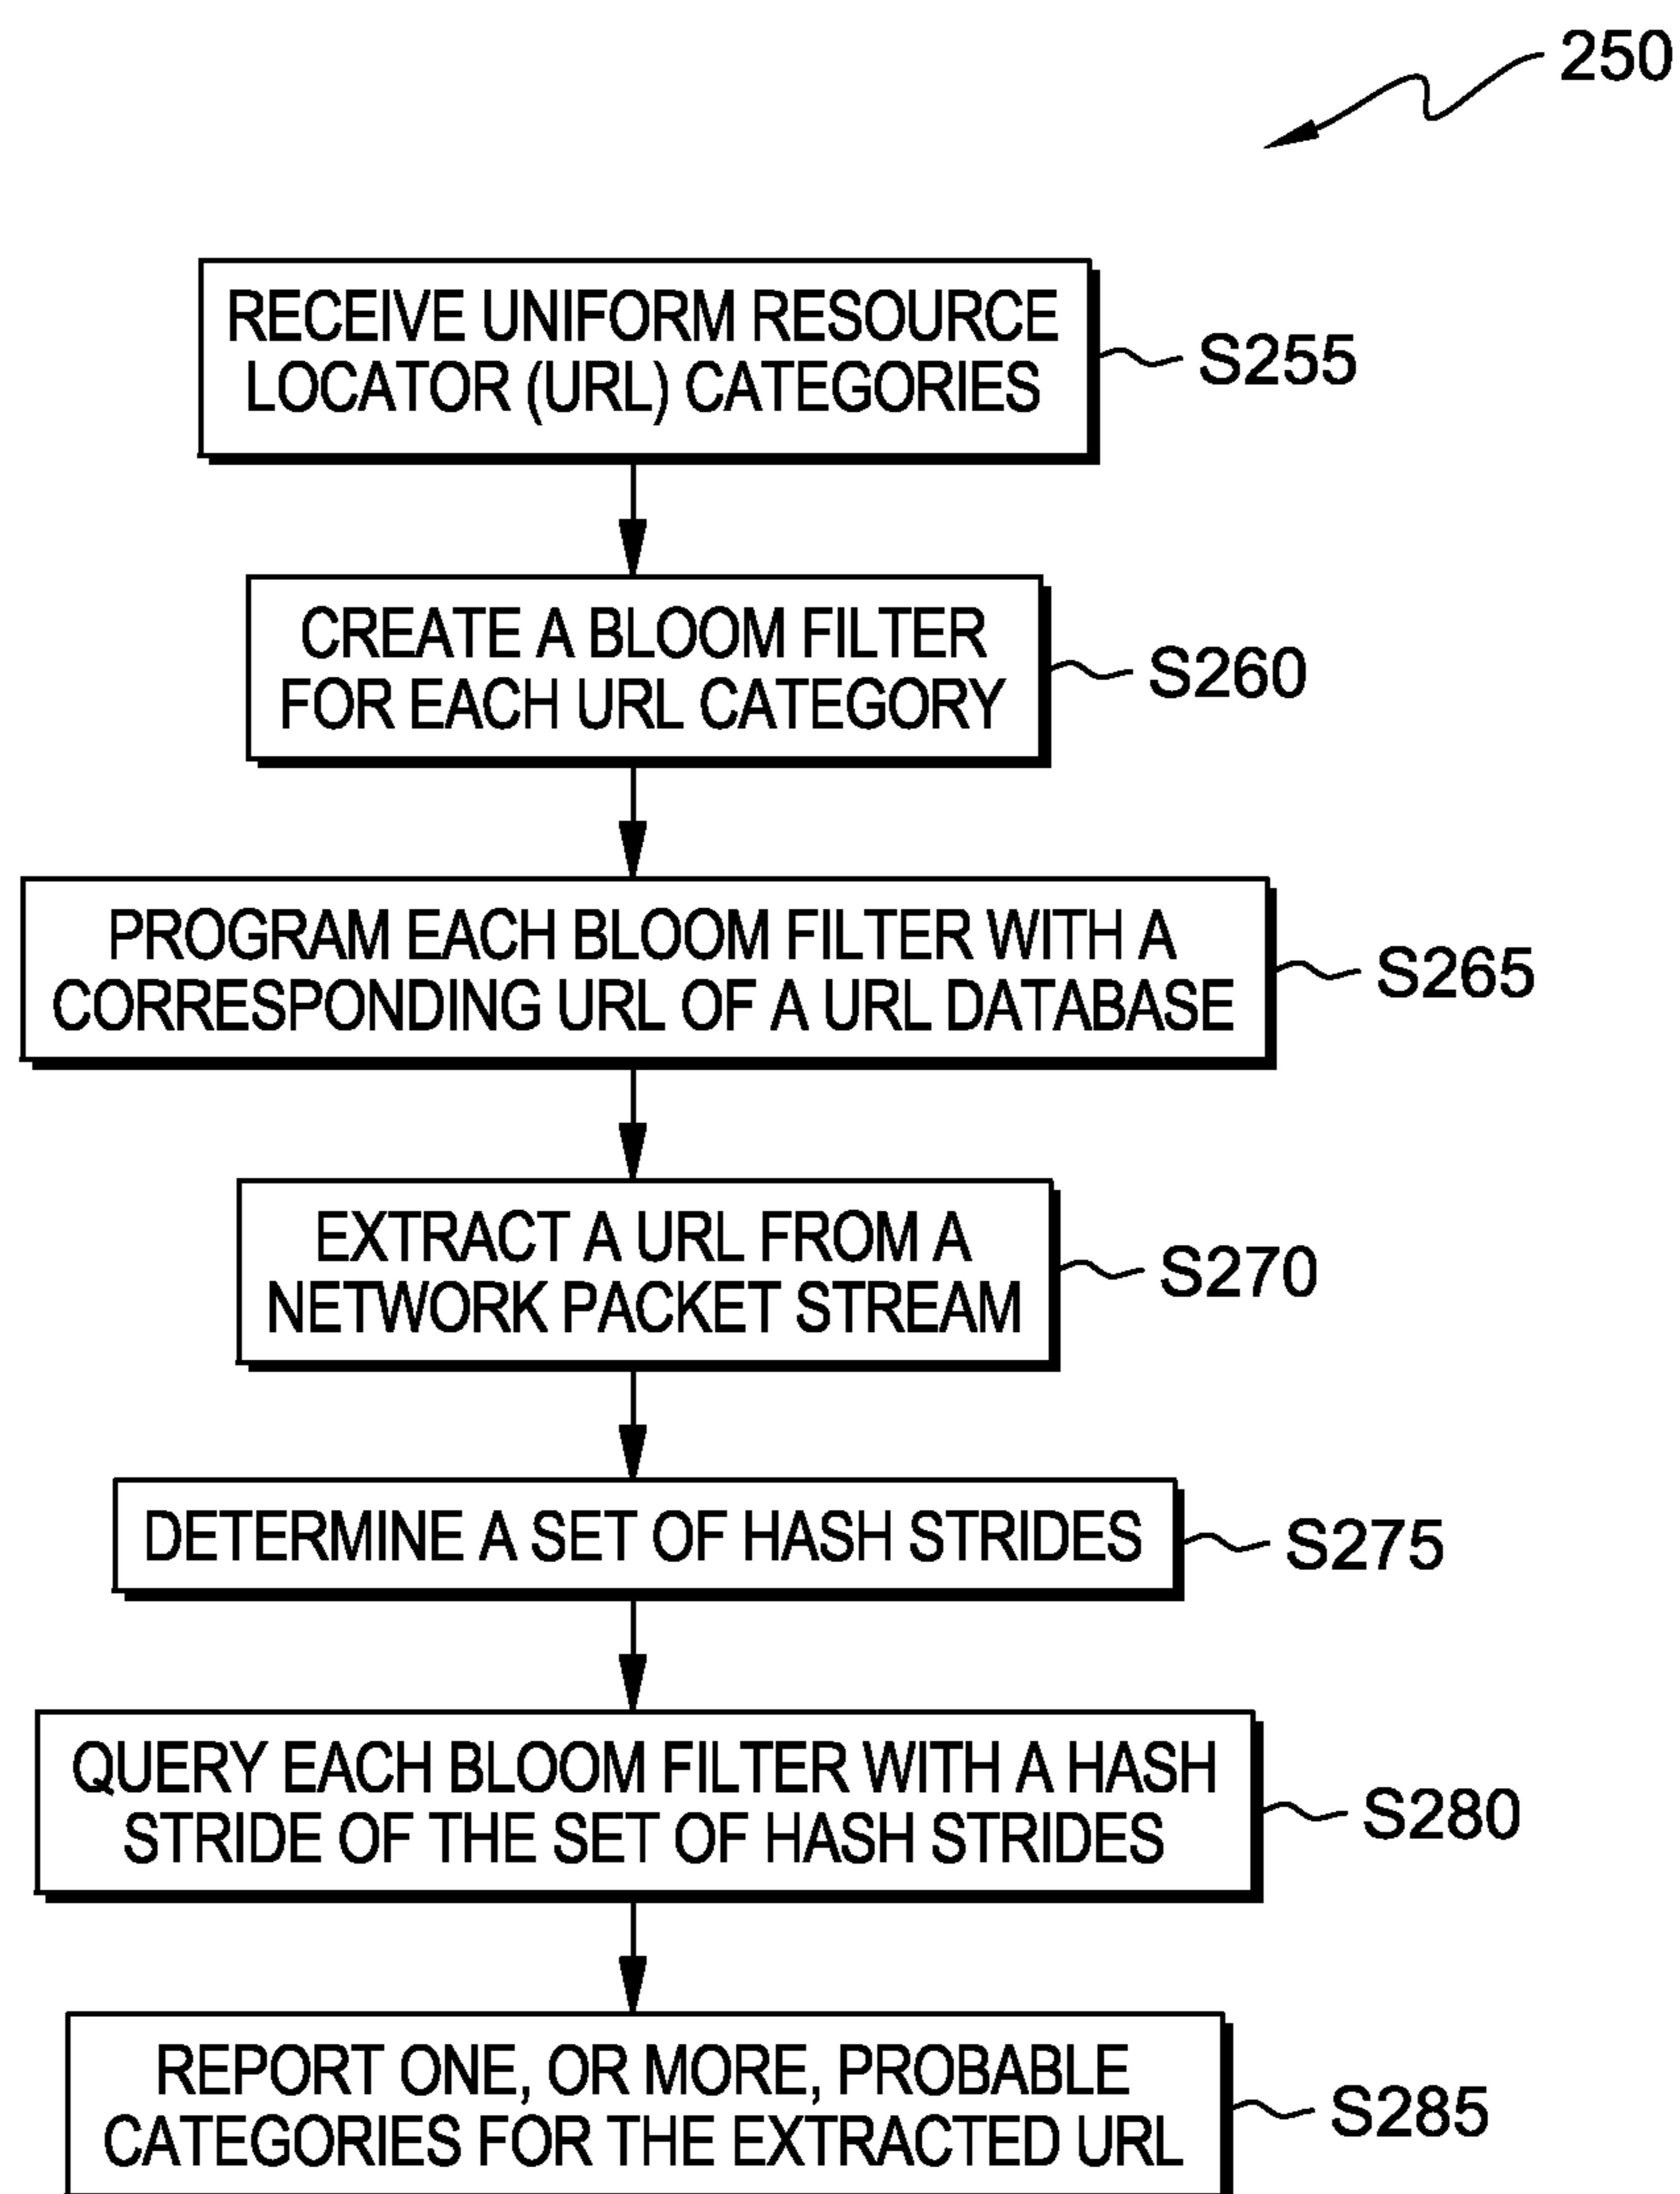 250
RECEIVE UNIFORM RESOURCE
LOCATOR (URL) CATEGORIES
S255
CREATE A BLOOM FILTER
FOR EACH URL CATEGORY
S260
PROGRAM EACH BLOOM FILTER WITH A
CORRESPONDING URL OF A URL DATABASE
S265
EXTRACT A URL FROM A
NETWORK PACKET STREAM
S270
DETERMINE A SET OF HASH STRIDES
S275
QUERY EACH BLOOM FILTER WITH A HASH
STRIDE OF THE SET OF HASH STRIDES
S280
REPORT ONE, OR MORE, PROBABLE
CATEGORIES FOR THE EXTRACTED URL
S285